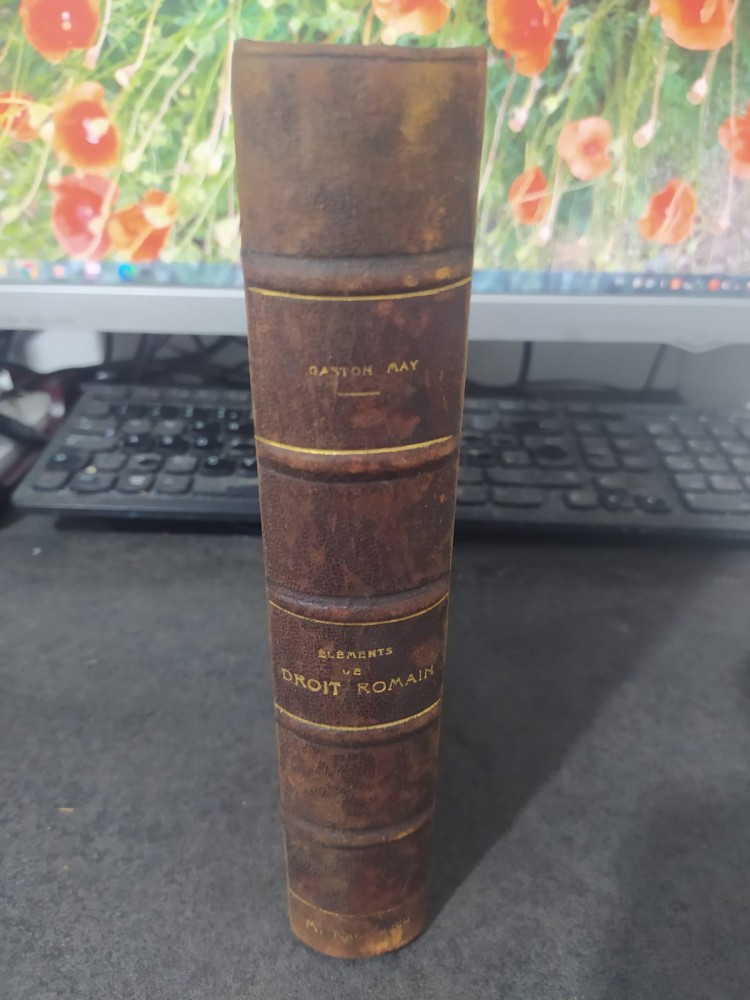 GASTON MAY
ÉLÉMENTS
DE
DROIT ROMAIN